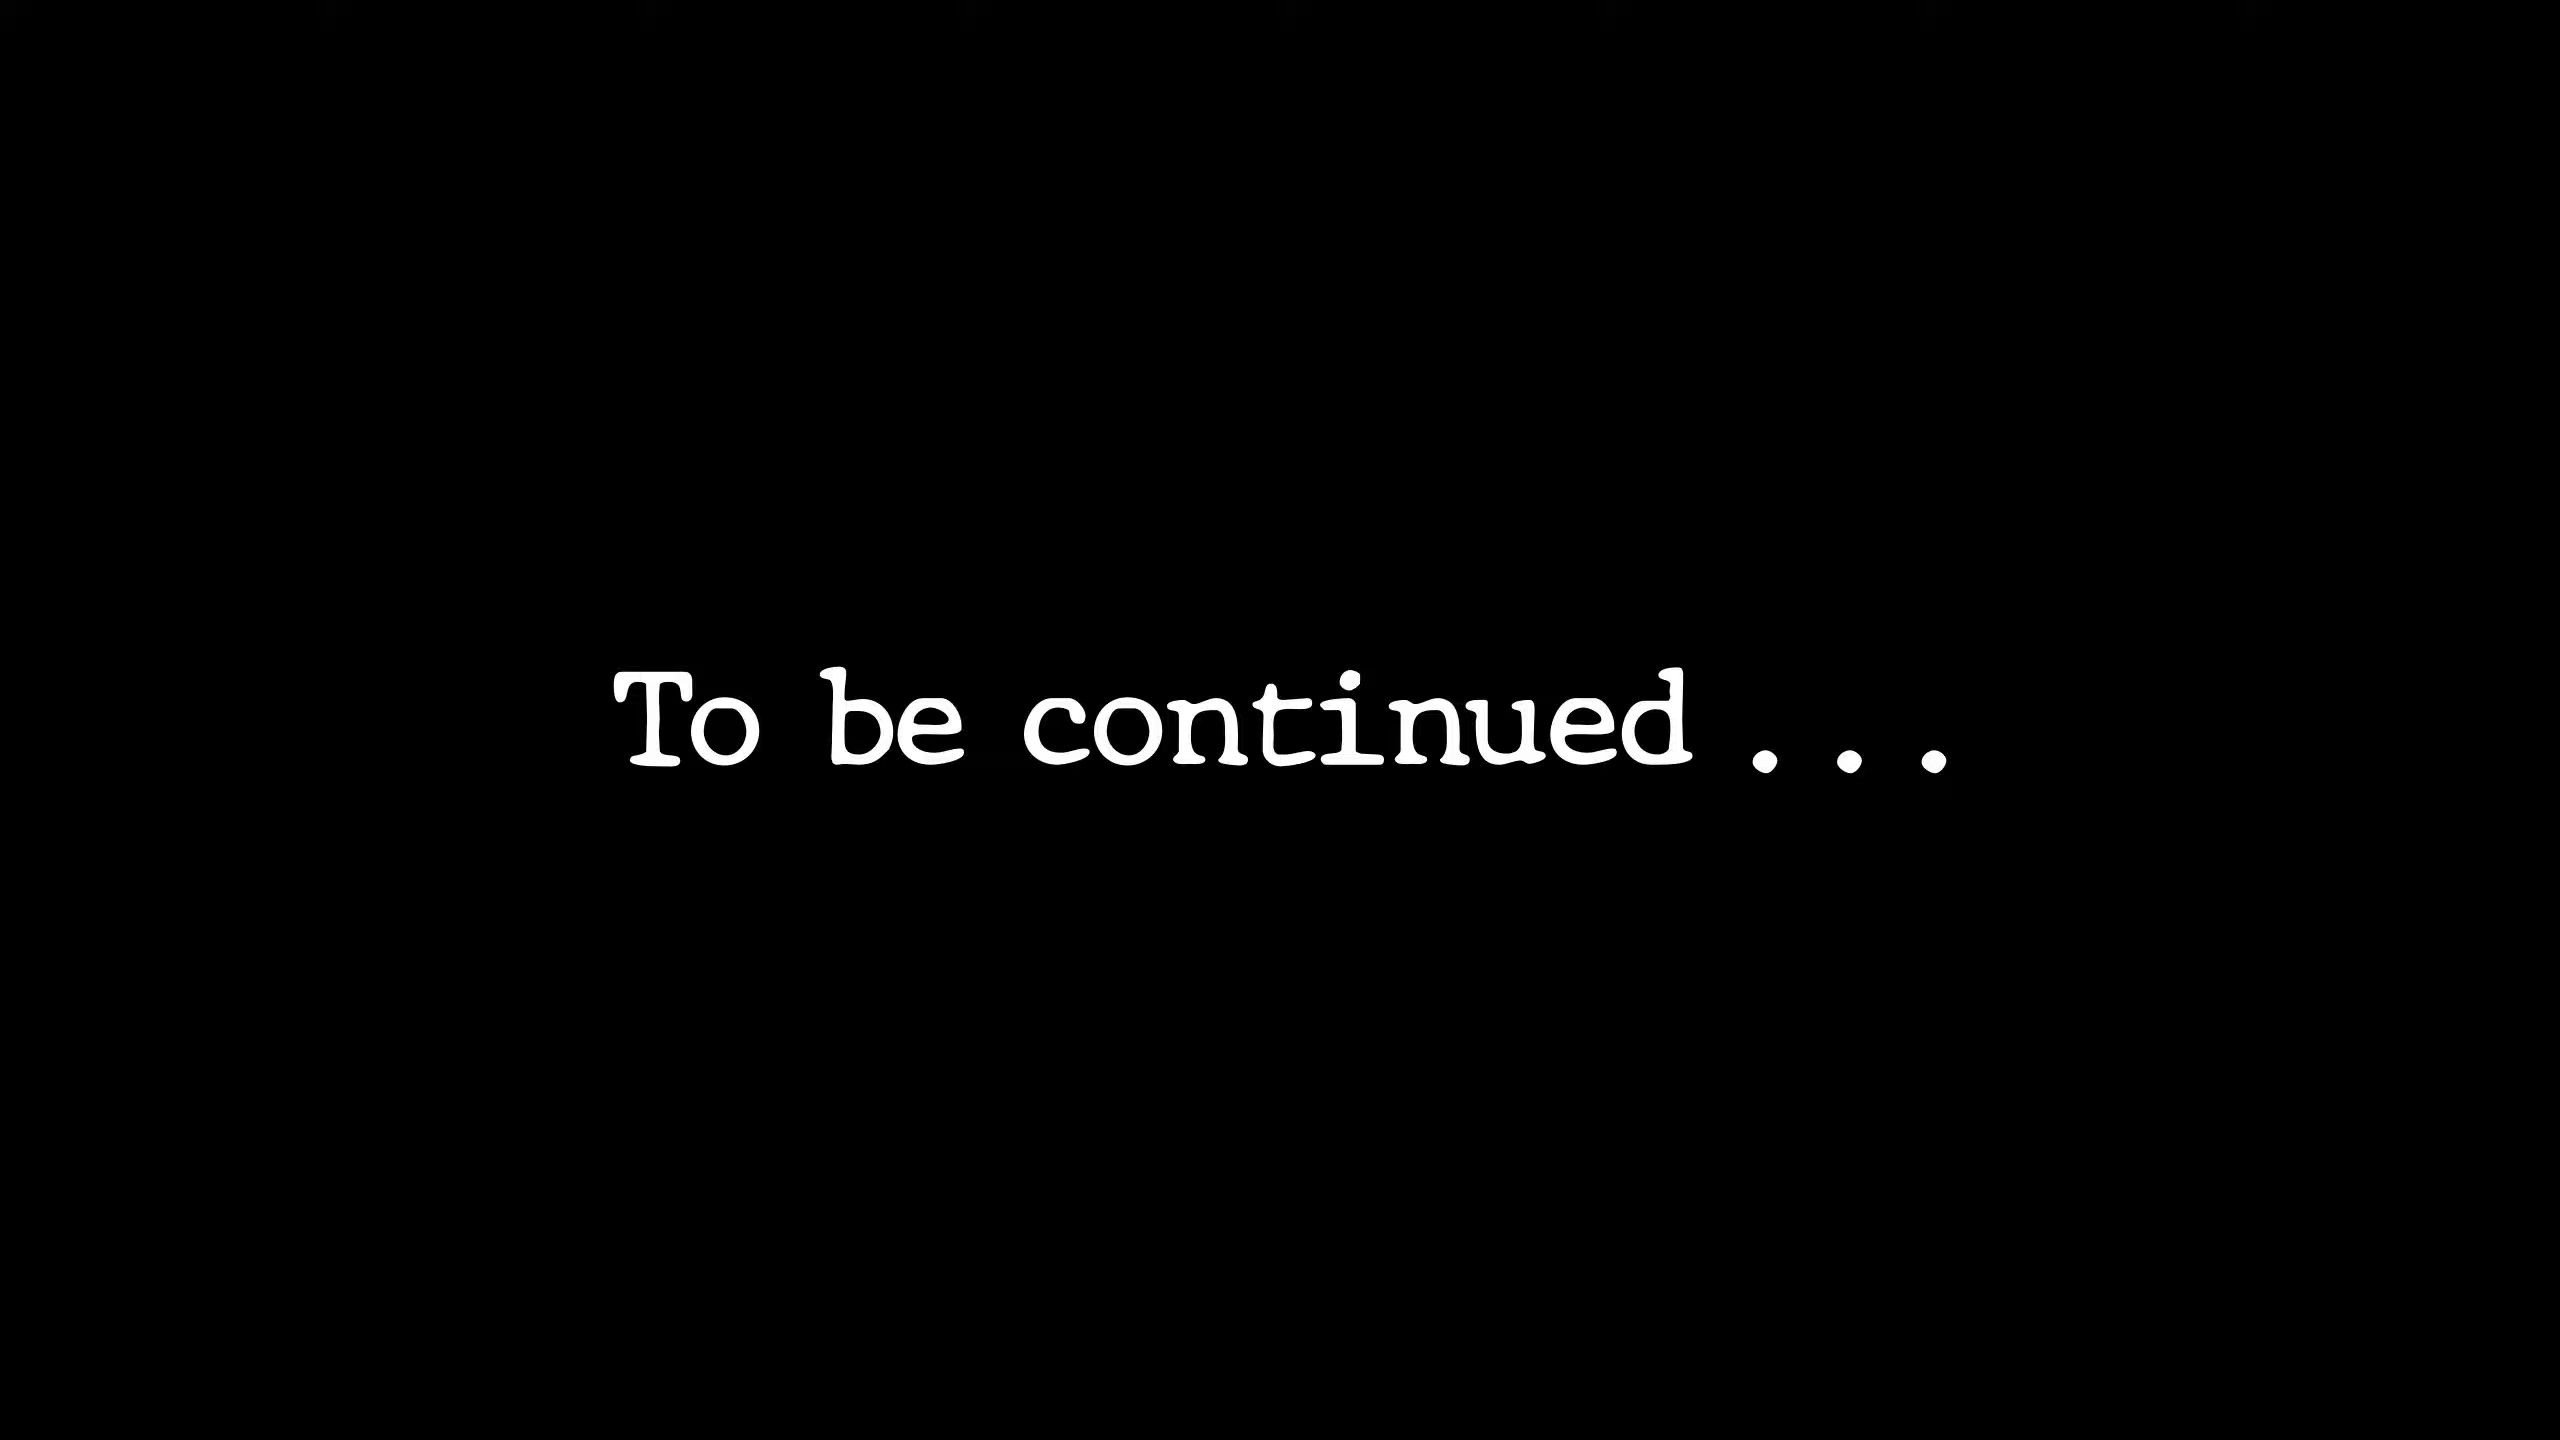 To be continued . . .